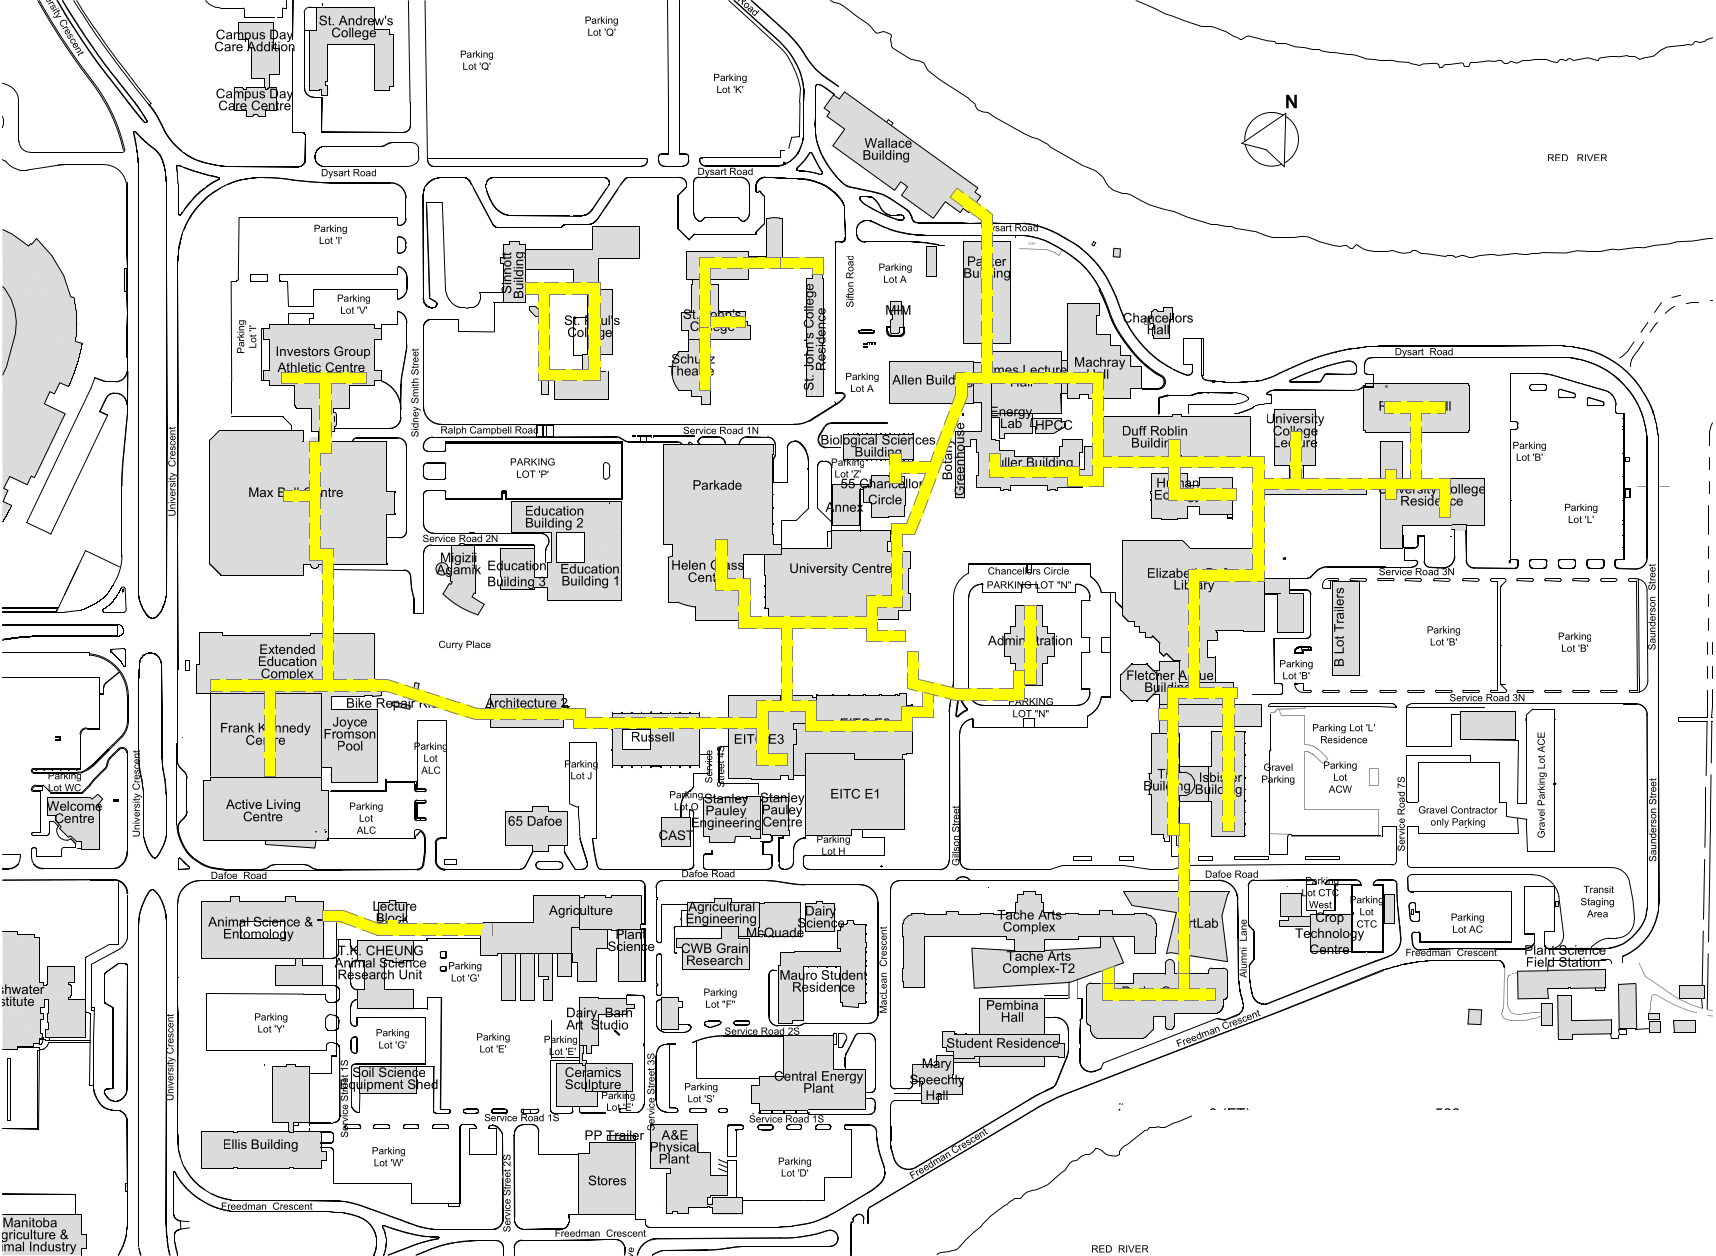 St. Andrew's
College
Campus Day
Care Addition
Campus Day
Care Centre
Parking
Lot 'Q'
Parking
Lot 'Q'
Parking
Lot 'K'
Wallace
Building
N
RED RIVER
Dysart Road
Dysart Road
Dysart Road
Parking
Lot 'I'
Parking
Lot 'V'
Parking
Lot 'I'
Investors Group
Athletic Centre
Sinnott
Building
St. Paul's
College
St. John's
College
Schultz
Theatre
St. John's College
Residence
Sifton Road
Parking
Lot A
MIM
Parking
Lot A
Parker
Building
Allen Building
Armes Lecture
Hall
Machray
Hall
Chancellors
Hall
Dysart Road
Sidney Smith Street
University Crescent
Ralph Campbell Road
Service Road 1N
PARKING
LOT 'P'
Max Bell Centre
Parkade
Biological Sciences
Building
Parking
Lot 'Z'
55 Chancellor
Circle
Annex
Botany
Greenhouse
Energy
Lab
HPCC
Buller Building
Duff Roblin
Building
Human
Ecology
University
College
Lecture
University College
Residence
Parking
Lot 'B'
Parking
Lot 'L'
Education
Building 2
Service Road 2N
Migizii
Agamik
Education
Building 3
Education
Building 1
Helen Glass
Centre
University Centre
Chancellors Circle
PARKING LOT "N"
Administration
PARKING
LOT "N"
Elizabeth Dafoe
Library
Service Road 3N
B Lot Trailers
Parking
Lot 'B'
Parking
Lot 'B'
Parking
Lot 'B'
Saunderson Street
Curry Place
Extended
Education
Complex
Fletcher Argue
Building
Service Road 3N
Frank Kennedy
Centre
Joyce
Fromson
Pool
Architecture 2
Russell
EITC E3
EITC E2
EITC E1
Parking
Lot
ALC
Parking
Lot J
Service
Street 4S
Parking
Lot O
CAST
Stanley
Pauley
Engineering
Stanley
Pauley
Centre
Parking
Lot H
65 Dafoe
Active Living
Centre
Parking
Lot
ALC
Parking
Lot WC
Welcome
Centre
University Crescent
Gillson Street
Building
Isbister
Building
Gravel
Parking
Parking Lot 'L'
Residence
Parking
Lot
ACW
Service Road 7S
Gravel Contractor
only Parking
Gravel Parking Lot ACE
Saunderson Street
Dafoe Road
Dafoe Road
Dafoe Road
Animal Science &
Entomology
Lecture
Block
T.K. CHEUNG
Animal Science
Research Unit
Agriculture
Plant
Science
Parking
Lot 'G'
Agricultural
Engineering
McQuade
Dairy
Science
CWB Grain
Research
Mauro Student
Residence
MacLean Crescent
Tache Arts
Complex
Tache Arts
Complex-T2
ArtLab
Alumni Lane
Parking
Lot CTC
West
Parking
Lot
CTC
Crop
Technology
Centre
Parking
Lot AC
Transit
Staging
Area
Freedman Crescent
Plant Science
Field Station
Parking
Lot 'Y'
Parking
Lot 'G'
Parking
Lot 'E'
Dairy Barn
Art Studio
Parking
Lot 'E'
Parking
Lot "F"
Service Road 2S
Pembina
Hall
Student Residence
Mary
Speechly
Hall
Freedman Crescent
University Crescent
Service Street 1S
Soil Science
Equipment Shed
Ceramics
Sculpture
Parking
Lot 'E'
Service Street 3S
Parking
Lot 'S'
Central Energy
Plant
Service Road 1S
Service Road 1S
Ellis Building
Parking
Lot 'W'
Service Street 2S
PP Trailer
Stores
A&E
Physical
Plant
Parking
Lot 'D'
Freedman Crescent
Freedman Crescent
Freedman Crescent
Manitoba
griculture &
imal Industry
RED RIVER